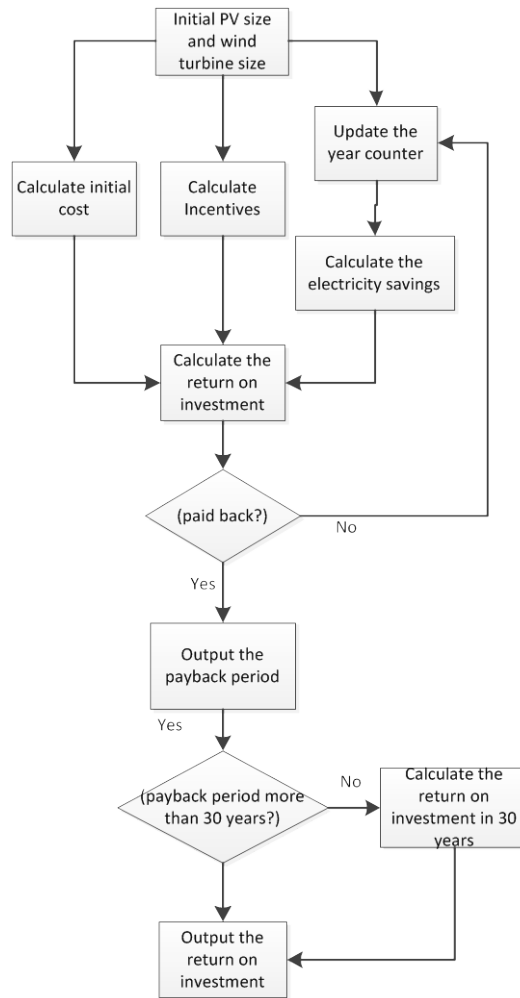 Initial PV size
and wind
turbine size
Update the
year counter
Calculate initial
cost
Calculate
Incentives
Calculate the
electricity savings
Calculate the
return on
investment
(paid back?)
No
Yes
Output the
payback period
Yes
(payback period more
than 30 years?)
No
Calculate the
return on
investment in 30
years
Output the
return on
investment